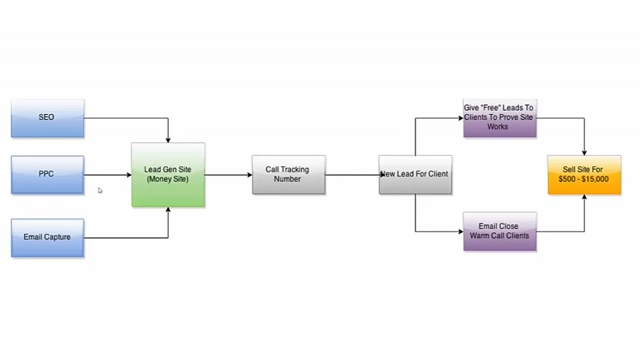 SEO
PPC
Email Capture
Lead Gen Site
(Money Site)
Call Tracking
Number
New Lead For Client
Give "Free" Leads To
Clients To Prove Site
Works
Email Close
Warm Call Clients
Sell Site For
$500 - $15,000